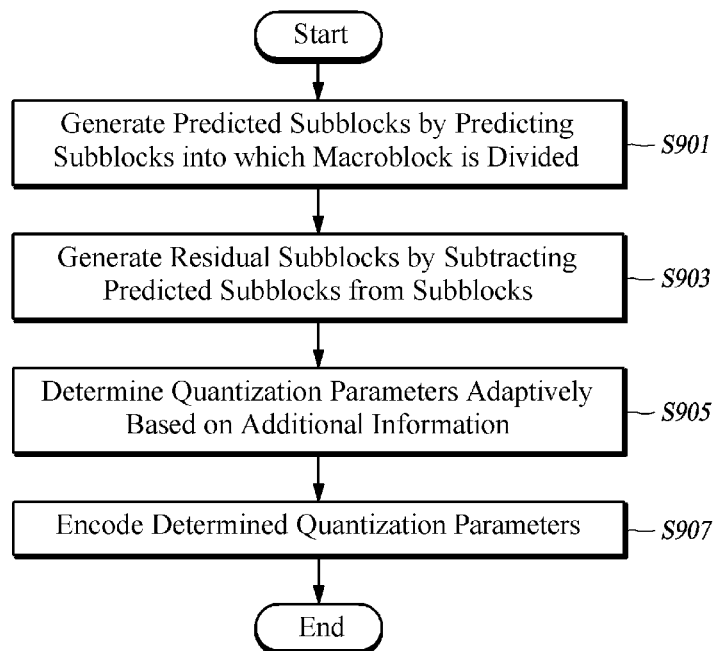 Start
Generate Predicted Subblocks by Predicting
Subblocks into which Macroblock is Divided
S901
Generate Residual Subblocks by Subtracting
Predicted Subblocks from Subblocks
S903
Determine Quantization Parameters Adaptively
Based on Additional Information
S905
Encode Determined Quantization Parameters
S907
End